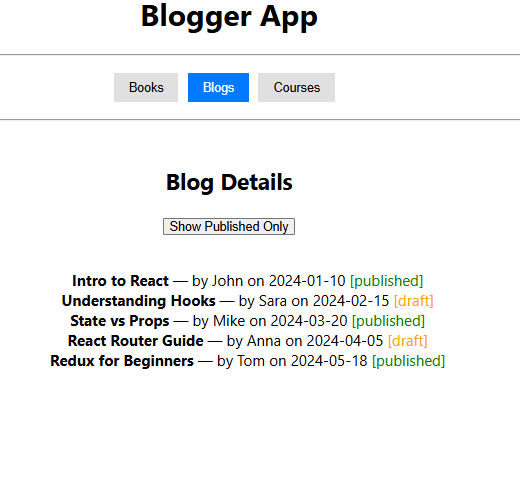 Blogger App
Books Blogs Courses
Blog Details
Show Published Only
Intro to React — by John on 2024-01-10 [published]
Understanding Hooks — by Sara on 2024-02-15 [draft]
State vs Props — by Mike on 2024-03-20 [published]
React Router Guide — by Anna on 2024-04-05 [draft]
Redux for Beginners — by Tom on 2024-05-18 [published]